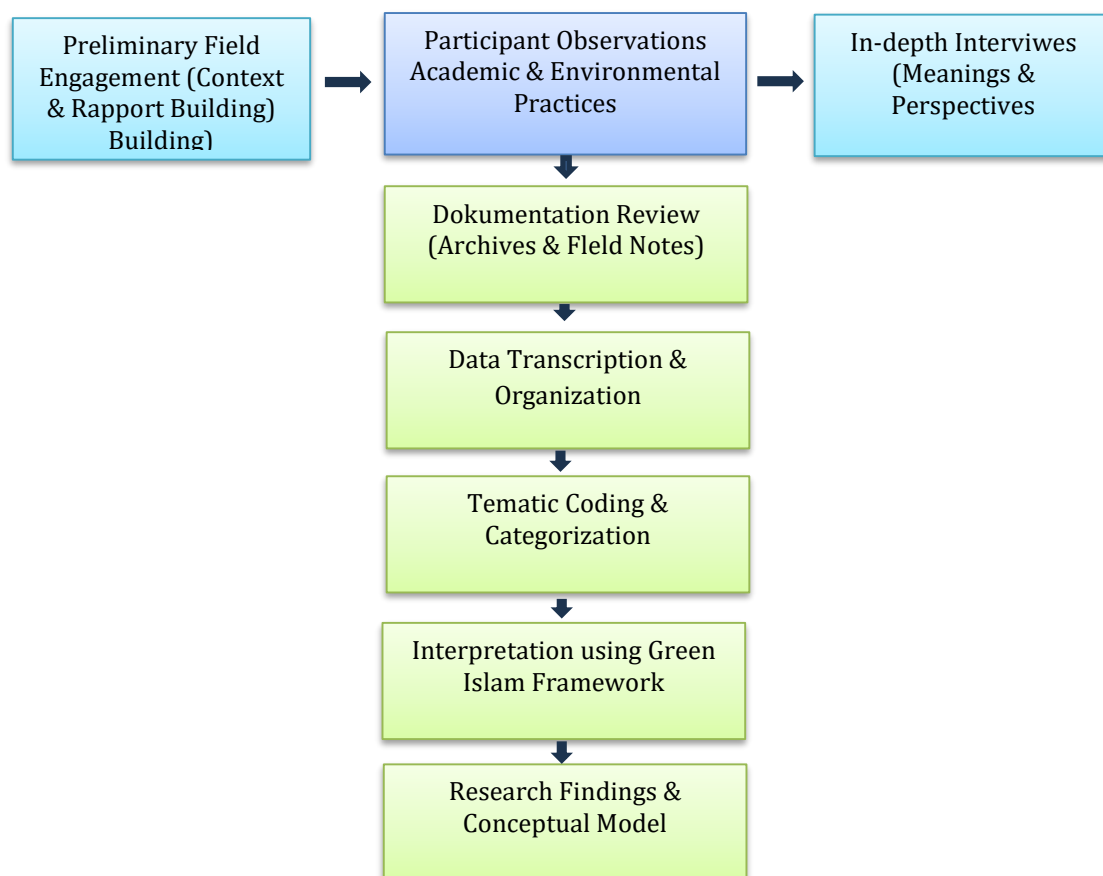 Preliminary Field
Engagement (Context
& Rapport Building)
Building)
Participant Observations
Academic & Environmental
Practices
In-depth Interviwes
(Meanings &
Perspectives
Dokumentation Review
(Archives & Fleld Notes)
Data Transcription &
Organization
Tematic Coding &
Categorization
Interpretation using Green
Islam Framework
Research Findings &
Conceptual Model